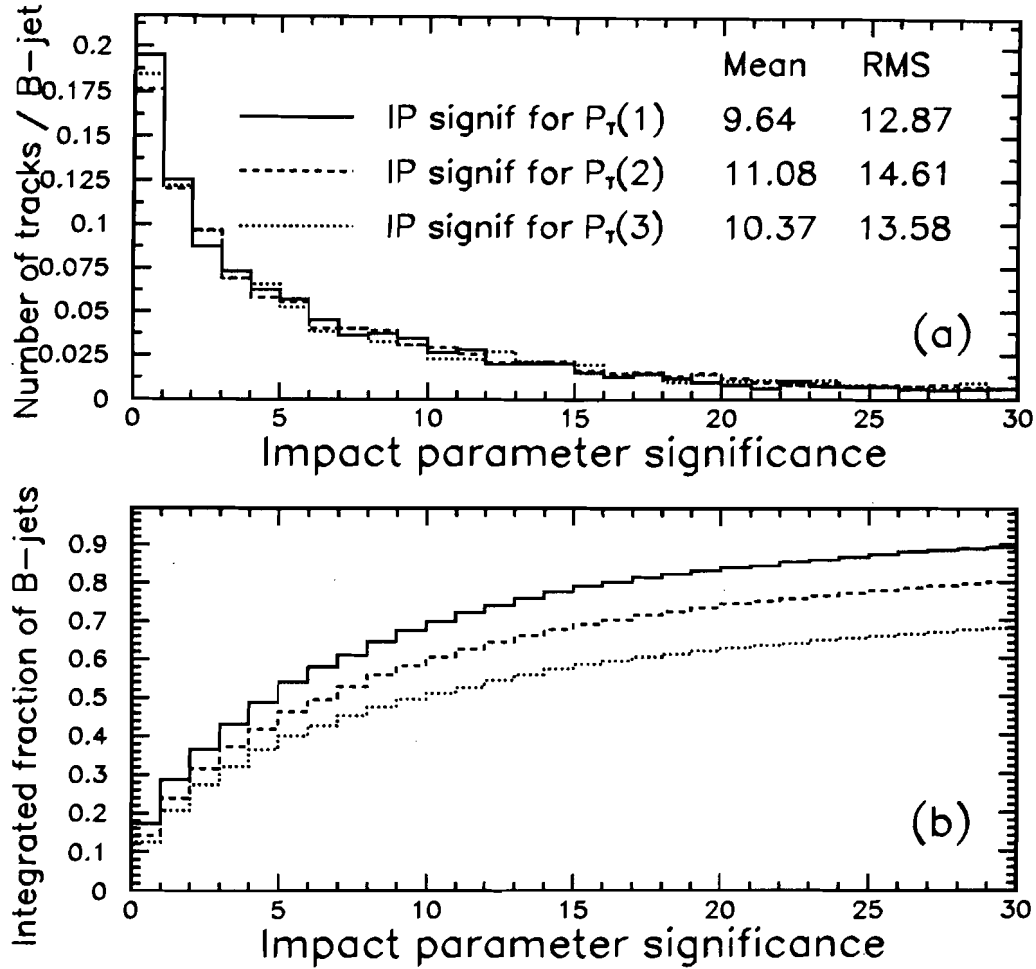 Number of tracks / B-jet
0.2
0.175
0.15
0.125
0.1
0.075
0.05
0.025
0
Mean RMS
IP signif for P_T(1) 9.64 12.87
IP signif for P_T(2) 11.08 14.61
IP signif for P_T(3) 10.37 13.58
(a)
0 5 10 15 20 25 30
Impact parameter significance
Integrated fraction of B-jets
0.9
0.8
0.7
0.6
0.5
0.4
0.3
0.2
0.1
0
(b)
0 5 10 15 20 25 30
Impact parameter significance